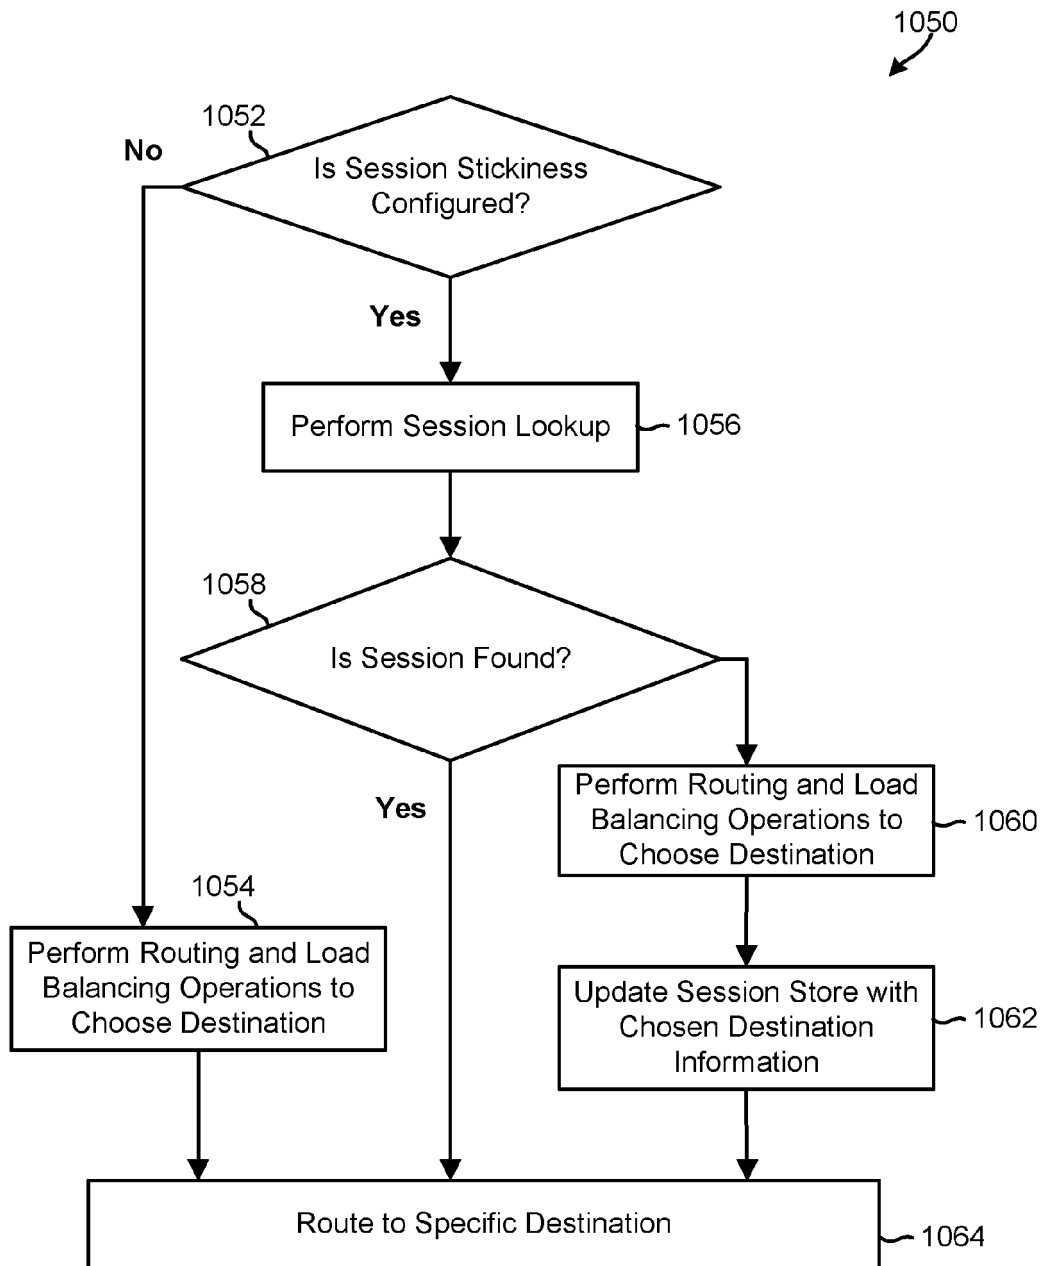 1050
1052
No
Is Session Stickiness
Configured?
Yes
Perform Session Lookup
1056
1058
Is Session Found?
Yes
Perform Routing and Load
Balancing Operations to
Choose Destination
1060
1054
Perform Routing and Load
Balancing Operations to
Choose Destination
Update Session Store with
Chosen Destination
Information
1062
Route to Specific Destination
1064